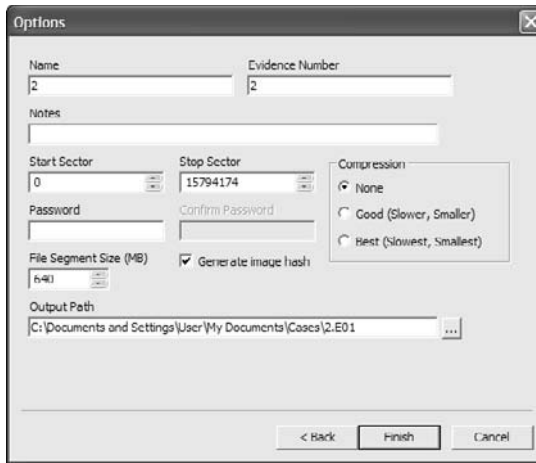 Options
Name Evidence Number
2 2
Notes
Start Sector Stop Sector Compression
0 15794174 None
Password Confirm Password Good (Slower, Smaller)
Best (Slowest, Smallest)
File Segment Size (MB) Generate image hash
640
Output Path
C:\Documents and Settings\User\My Documents\Cases\2.E01 ...
< Back Finish Cancel